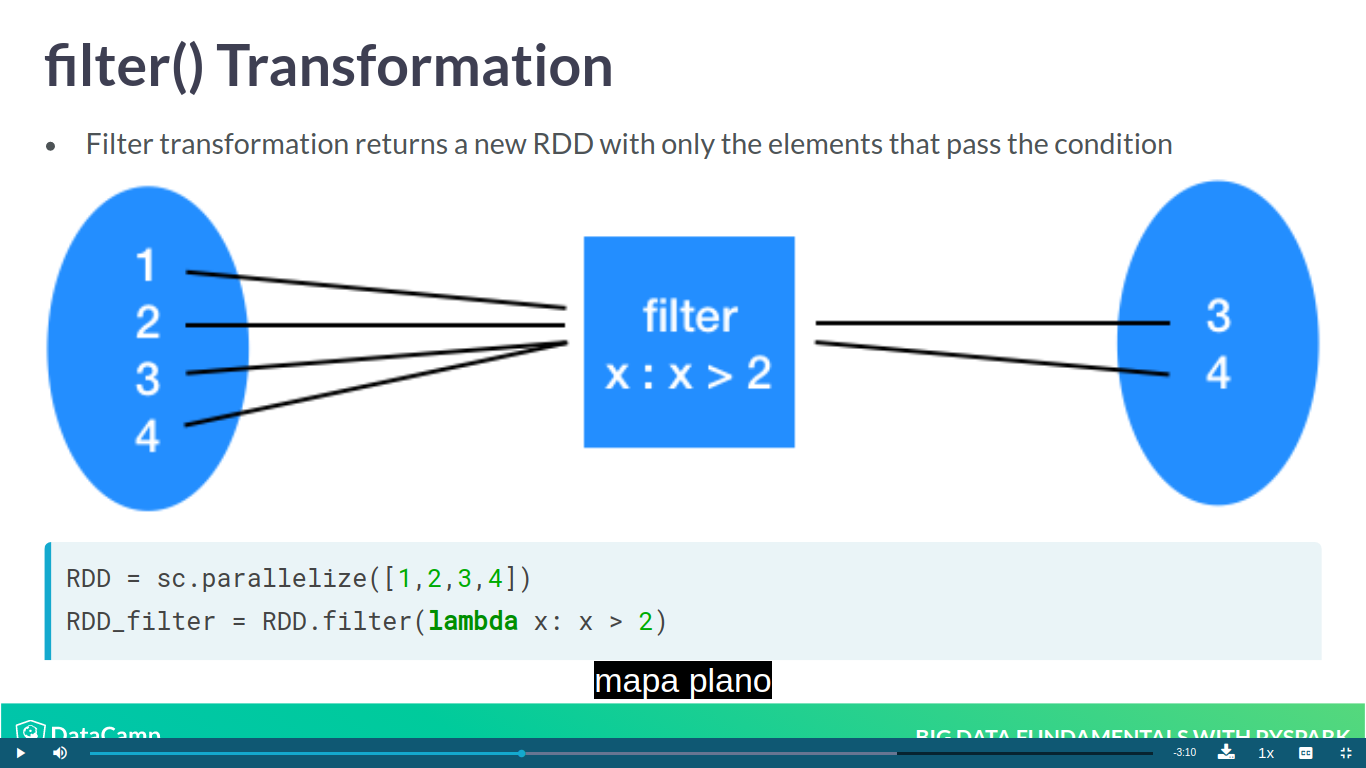 filter() Transformation
• Filter transformation returns a new RDD with only the elements that pass the condition
1
2
3
4
filter
x : x > 2
3
4
RDD = sc.parallelize([1,2,3,4])
RDD_filter = RDD.filter(lambda x: x > 2)
mapa plano
DataCamp
BIG DATA FUNDAMENTALS WITH PYSPARK
-3:10
1x
CC